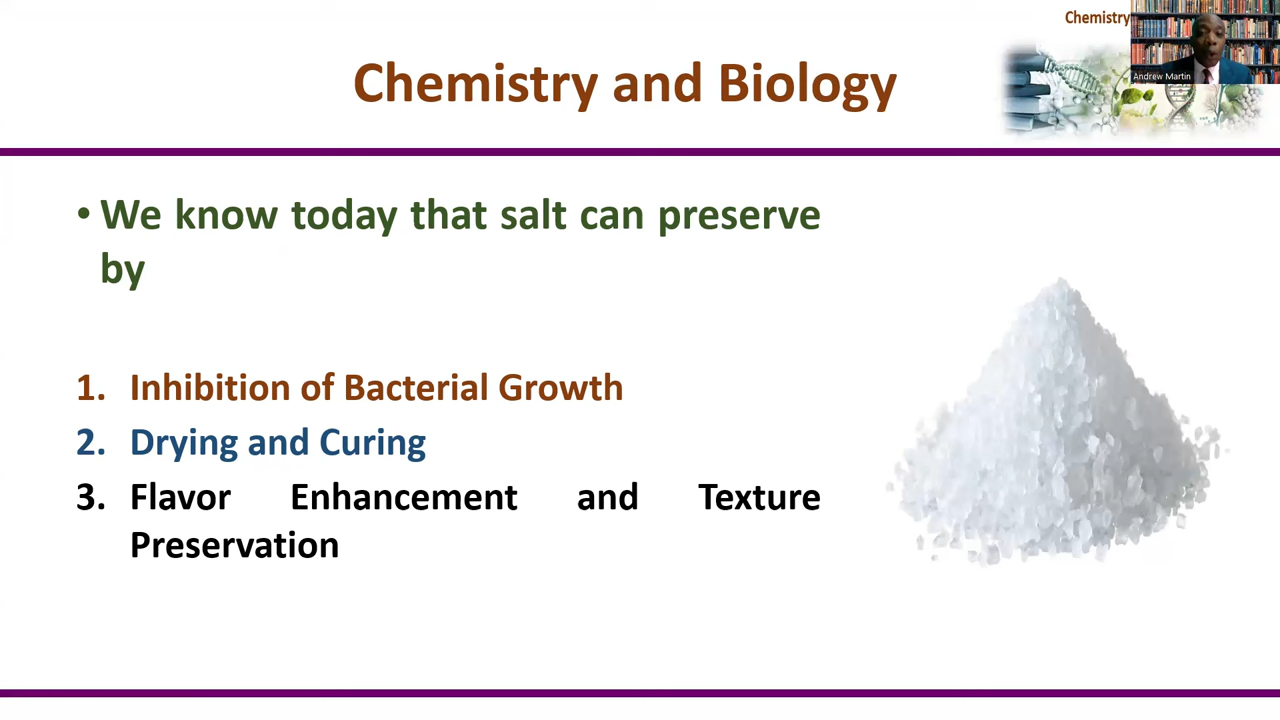 Chemistry
Andrew Martin
Chemistry and Biology
• We know today that salt can preserve
by
1. Inhibition of Bacterial Growth
2. Drying and Curing
3. Flavor Enhancement and Texture
Preservation